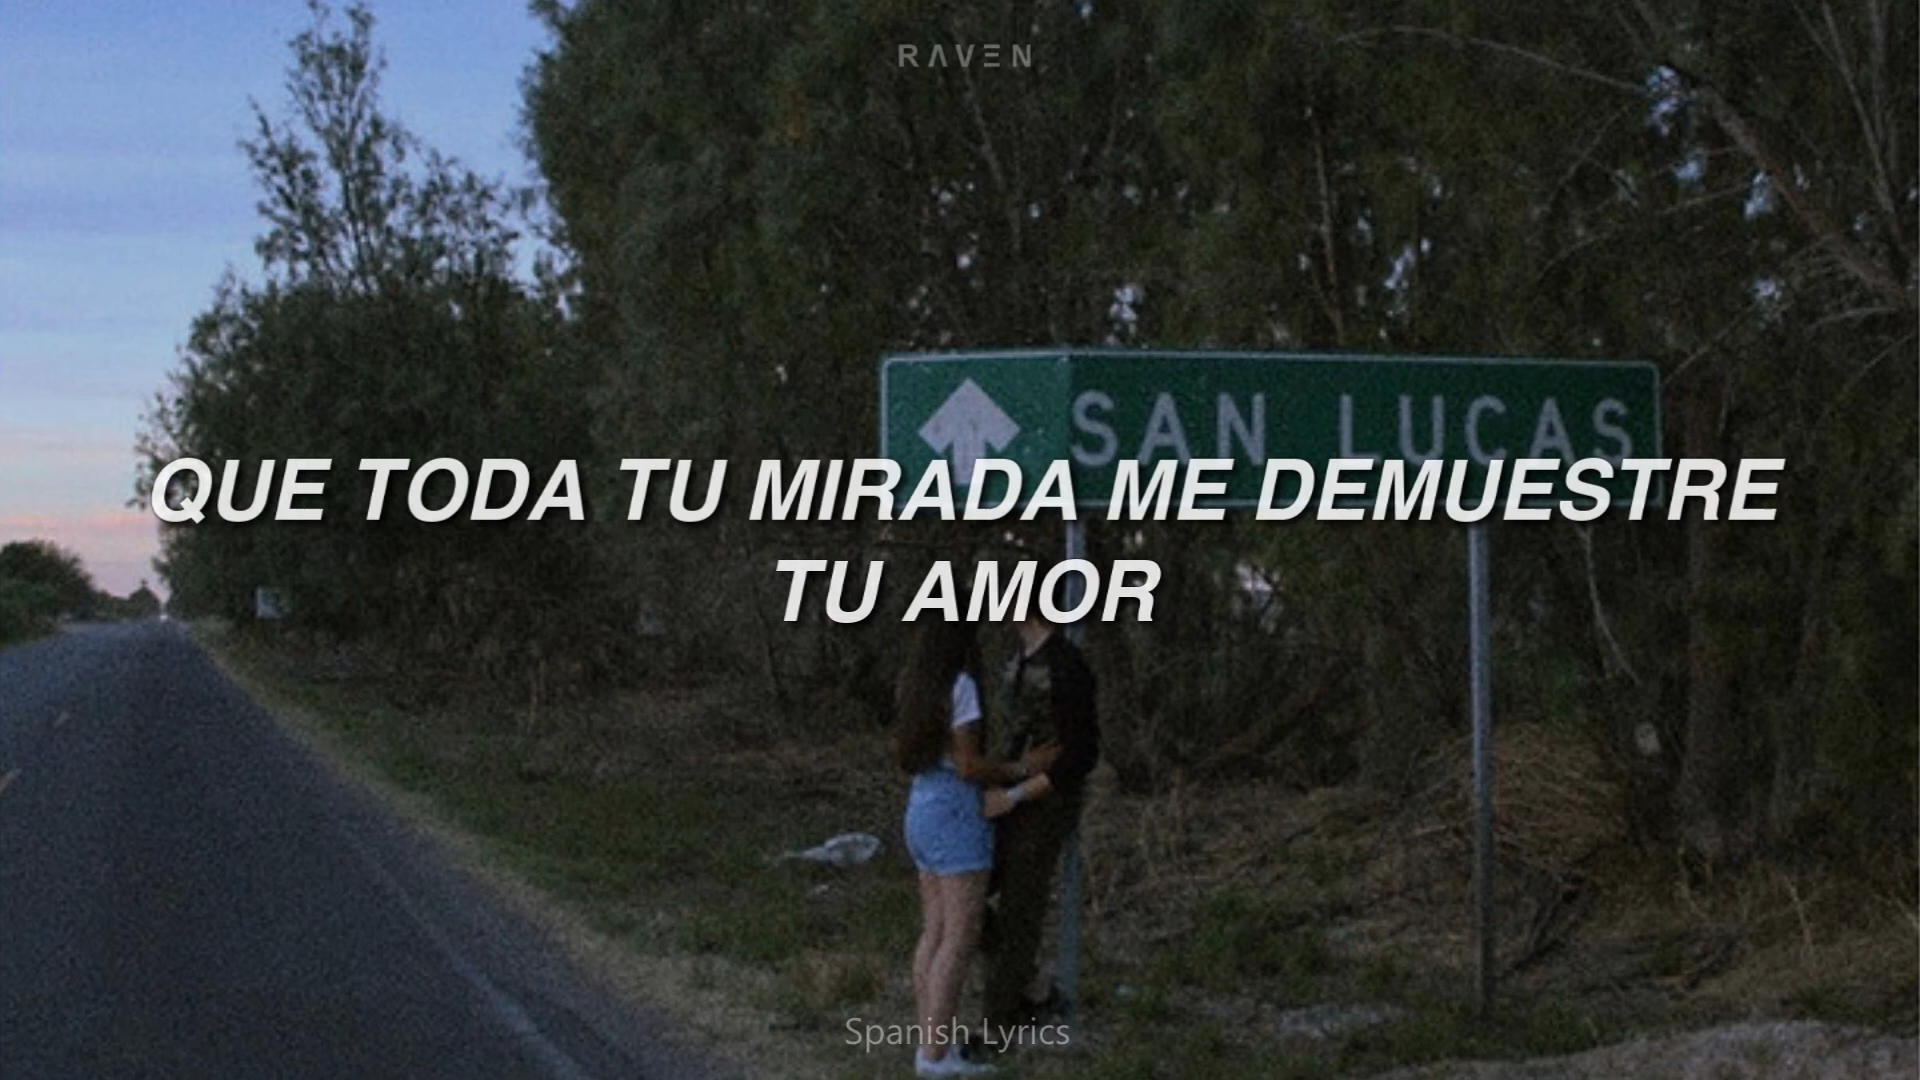 RAVEN
SAN LUCAS
QUE TODA TU MIRADA ME DEMUESTRE
TU AMOR
Spanish Lyrics